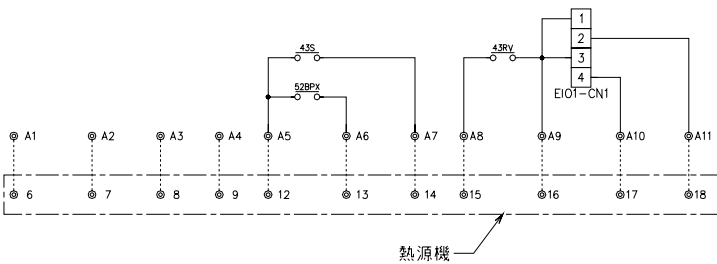 1
43S
43RV
2
3
52BPX
4
EIO1-CN1
A1 A2 A3 A4 A5 A6 A7 A8 A9 A10 A11
6 7 8 9 12 13 14 15 16 17 18
熱源機